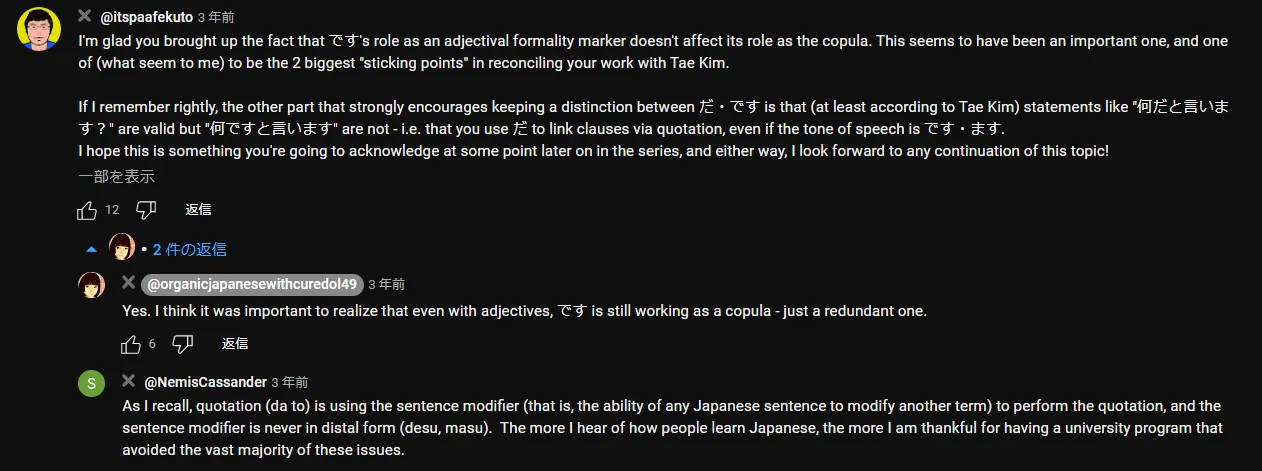 @itspaafekuto 3 年前
I'm glad you brought up the fact that です's role as an adjectival formality marker doesn't affect its role as the copula. This seems to have been an important one, and one
of (what seem to me) to be the 2 biggest "sticking points" in reconciling your work with Tae Kim.
If I remember rightly, the other part that strongly encourages keeping a distinction between だ・です is that (at least according to Tae Kim) statements like "何だと言いま
す？" are valid but "何ですと言います" are not - i.e. that you use だ to link clauses via quotation, even if the tone of speech is です・ます.
I hope this is something you're going to acknowledge at some point later on in the series, and either way, I look forward to any continuation of this topic!
一部を表示
12 返信
• 2 件の返信
@organicjapanesewithcuredol49 3 年前
Yes. I think it was important to realize that even with adjectives, です is still working as a copula - just a redundant one.
6 返信
S
@NemisCassander 3 年前
As I recall, quotation (da to) is using the sentence modifier (that is, the ability of any Japanese sentence to modify another term) to perform the quotation, and the
sentence modifier is never in distal form (desu, masu). The more I hear of how people learn Japanese, the more I am thankful for having a university program that
avoided the vast majority of these issues.